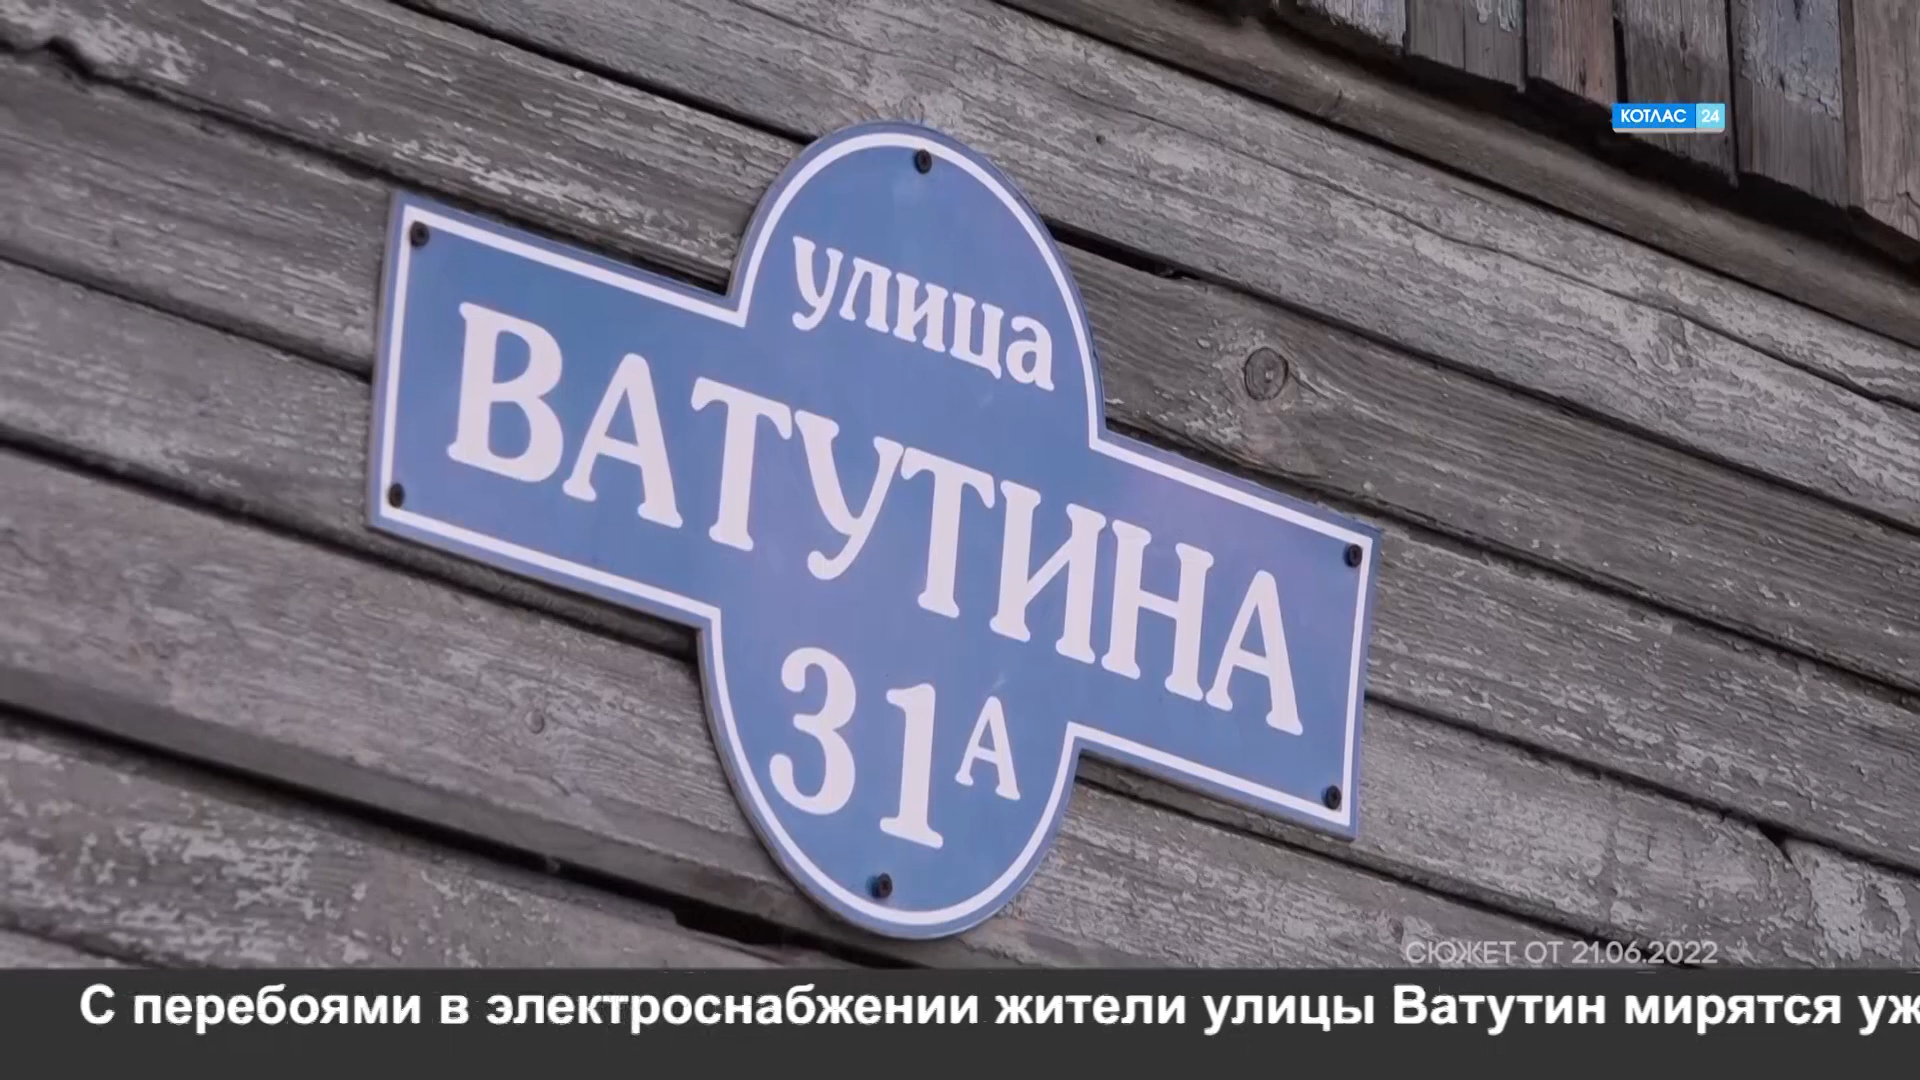 КОТЛАС 24
улица
ВАТУТИНА
31А
СЮЖЕТ ОТ 21.06.2022
С перебоями в электроснабжении жители улицы Ватутин мирятся уж